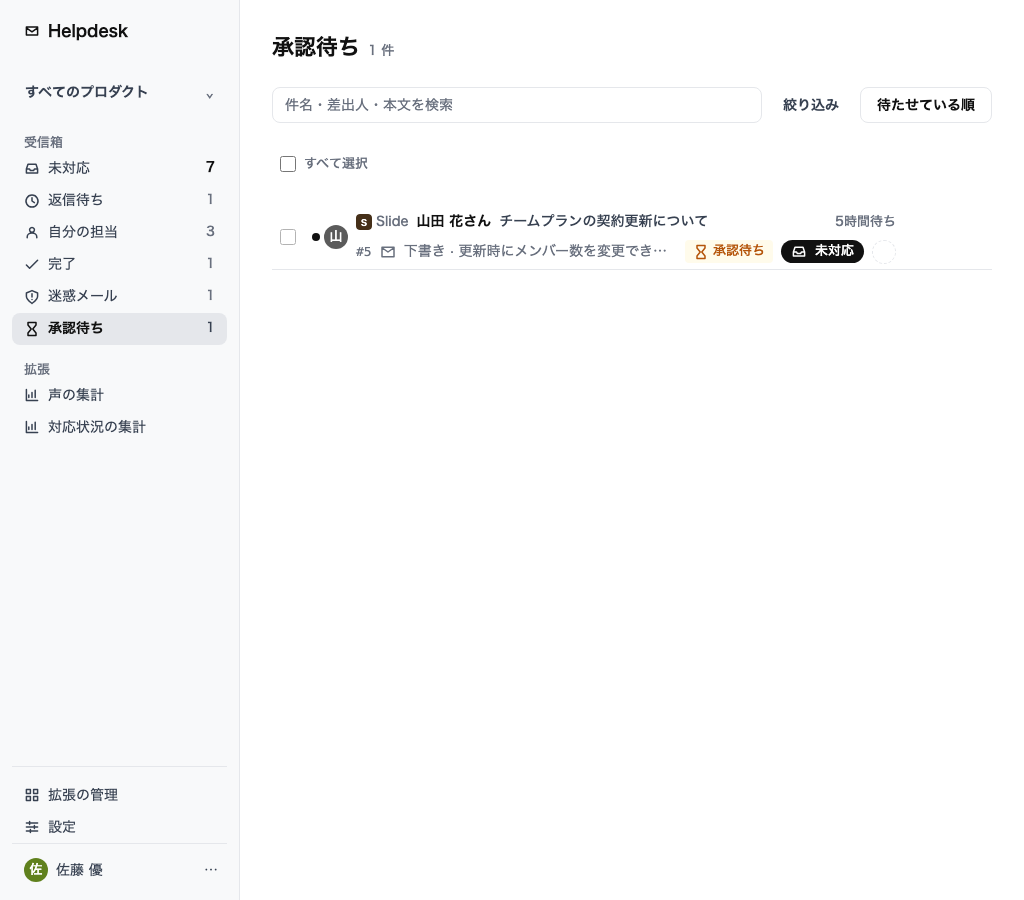 Helpdesk
すべてのプロダクト
受信箱
未対応 7
返信待ち 1
自分の担当 3
完了 1
迷惑メール 1
承認待ち 1
拡張
声の集計
対応状況の集計
拡張の管理
設定
佐 佐藤 優 …
承認待ち 1 件
件名・差出人・本文を検索 絞り込み 待たせている順
すべて選択
山 s Slide 山田 花さん チームプランの契約更新について 5時間待ち
#5 下書き · 更新時にメンバー数を変更でき… 承認待ち 未対応